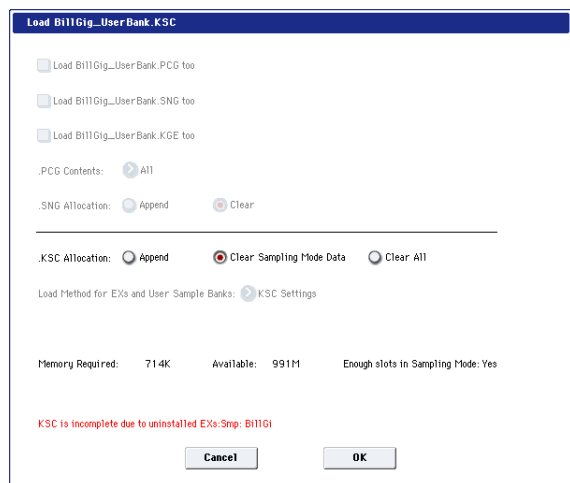 Load BillGig_UserBank.KSC
Load BillGig_UserBank.PCG too
Load BillGig_UserBank.SNG too
Load BillGig_UserBank.KGE too
.PCG Contents: All
.SNG Allocation: Append Clear
.KSC Allocation: Append Clear Sampling Mode Data Clear All
Load Method for EXs and User Sample Banks: KSC Settings
Memory Required: 714K Available: 991M Enough slots in Sampling Mode: Yes
KSC is incomplete due to uninstalled EXs:Smp: BillGi
Cancel OK